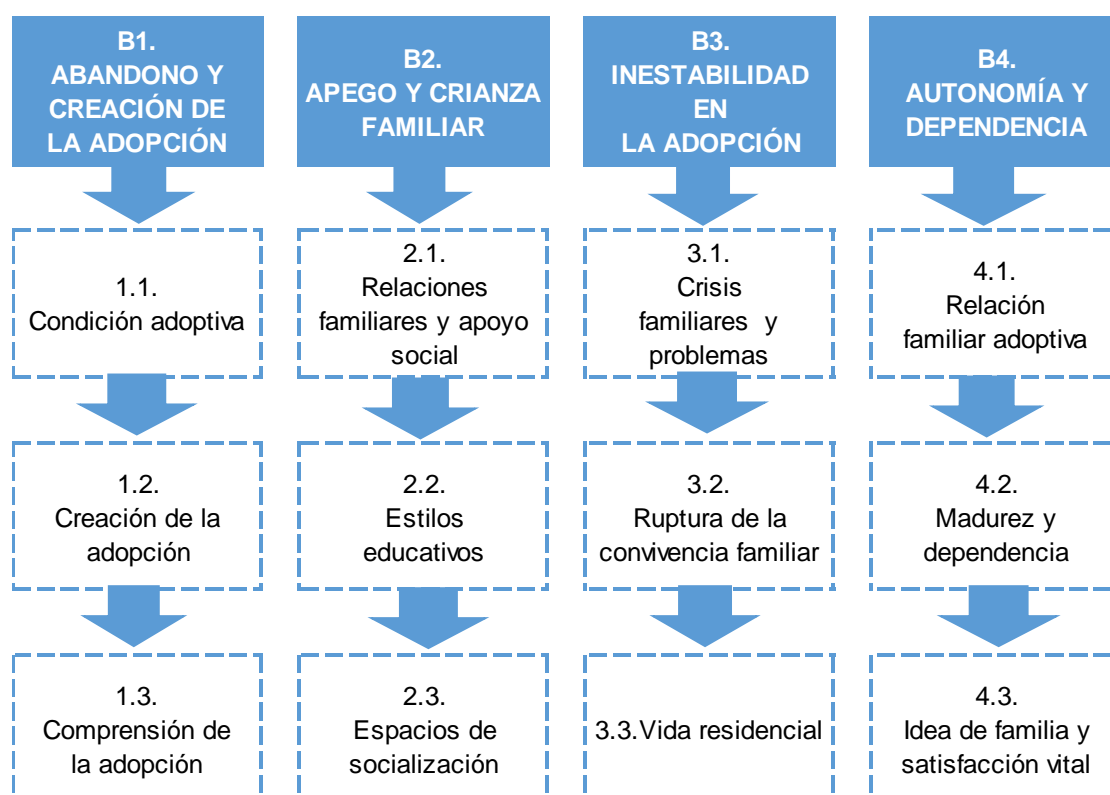 B1.
ABANDONO Y
CREACIÓN DE
LA ADOPCIÓN
B2.
APEGO Y CRIANZA
FAMILIAR
B3.
INESTABILIDAD
EN
LA ADOPCIÓN
B4.
AUTONOMÍA Y
DEPENDENCIA
1.1.
Condición adoptiva
2.1.
Relaciones
familiares y apoyo
social
3.1.
Crisis
familiares y
problemas
4.1.
Relación
familiar adoptiva
1.2.
Creación de la
adopción
2.2.
Estilos
educativos
3.2.
Ruptura de la
convivencia familiar
4.2.
Madurez y
dependencia
1.3.
Comprensión de
la adopción
2.3.
Espacios de
socialización
3.3.Vida residencial
4.3.
Idea de familia y
satisfacción vital